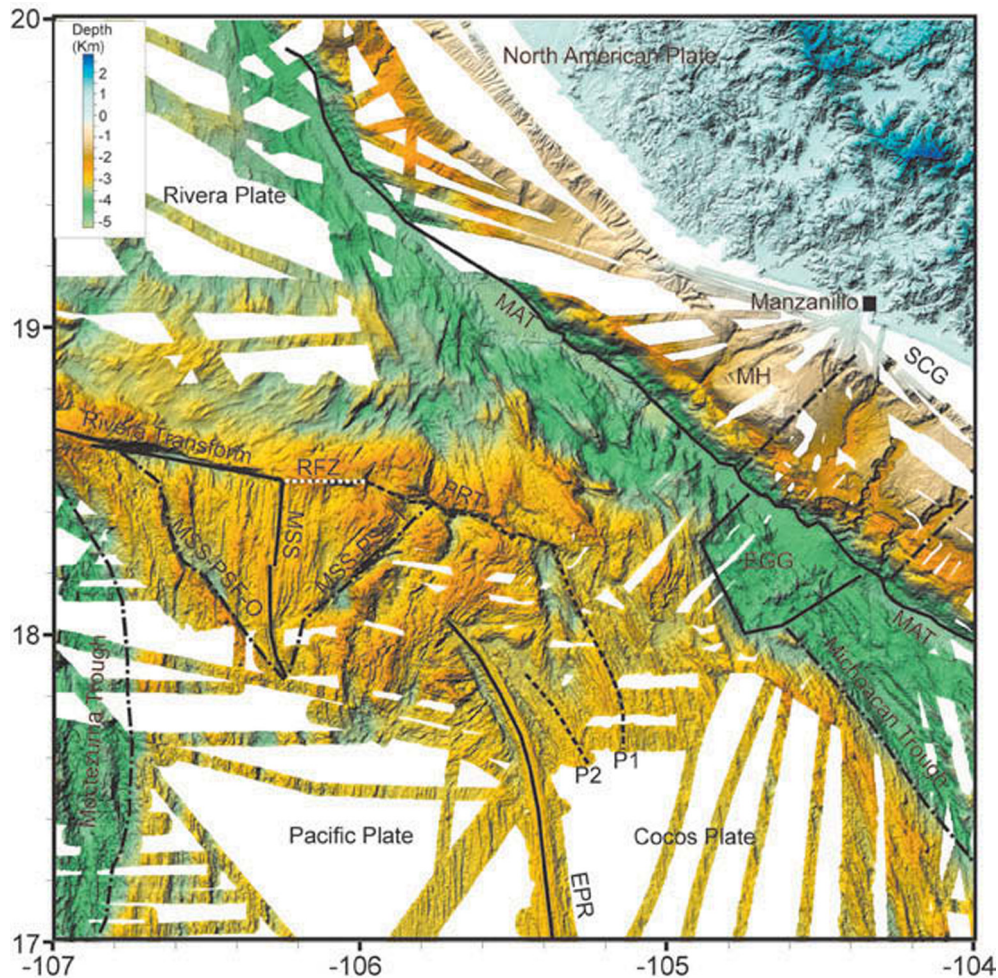 20
Depth
(Km)
2
1
0
-1
-2
-3
-4
-5
North American Plate
Rivera Plate
19
MAT
Manzanillo
SCG
MH
Rivera Transform
RFZ
RRT
MSS
MSS-PSF-O
EGG
18
MAT
Moctezuma Trough
Michoacan Trough
P2
P1
Pacific Plate
Cocos Plate
EPR
17
-107
-106
-105
-104